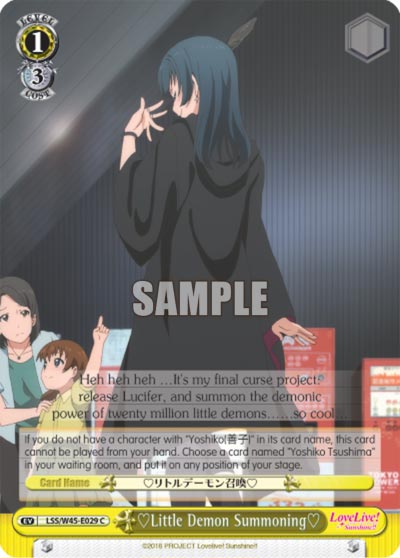 LEVEL
1
3
COST
SAMPLE
Heh heh heh …It's my final curse project:
release Lucifer, and summon the demonic
power of twenty million little demons……so cool…
If you do not have a character with "Yoshiko(善子)" in its card name, this card
cannot be played from your hand. Choose a card named "Yoshiko Tsushima"
in your waiting room, and put it on any position of your stage.
Card Name ♡リトルデーモン召喚♡
EV LSS/W45-E029 C ♡Little Demon Summoning♡ LoveLive!
Sunshine!!
©2016 PROJECT Lovelive! Sunshine!!